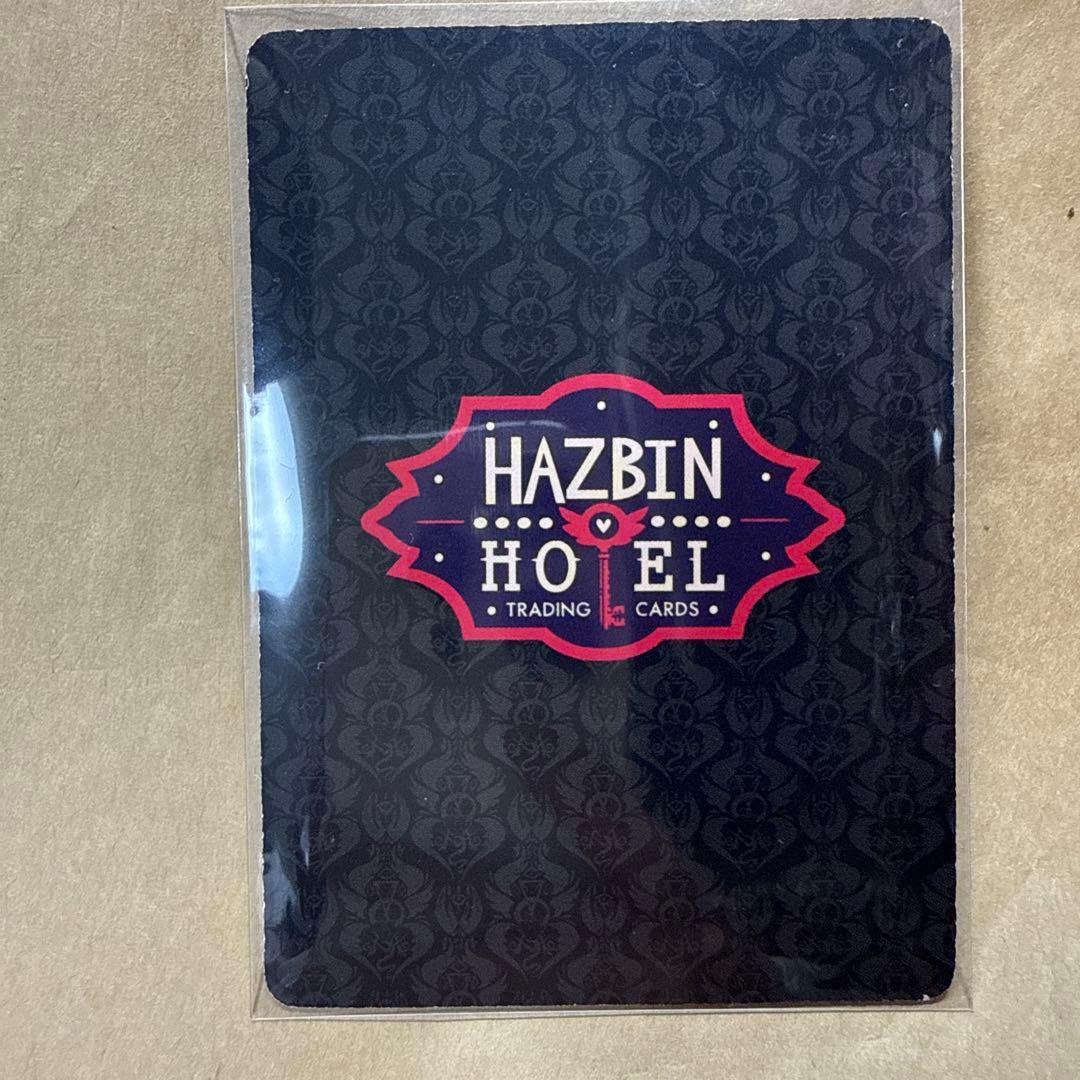 HAZBIN
HOTEL
• TRADING CARDS •